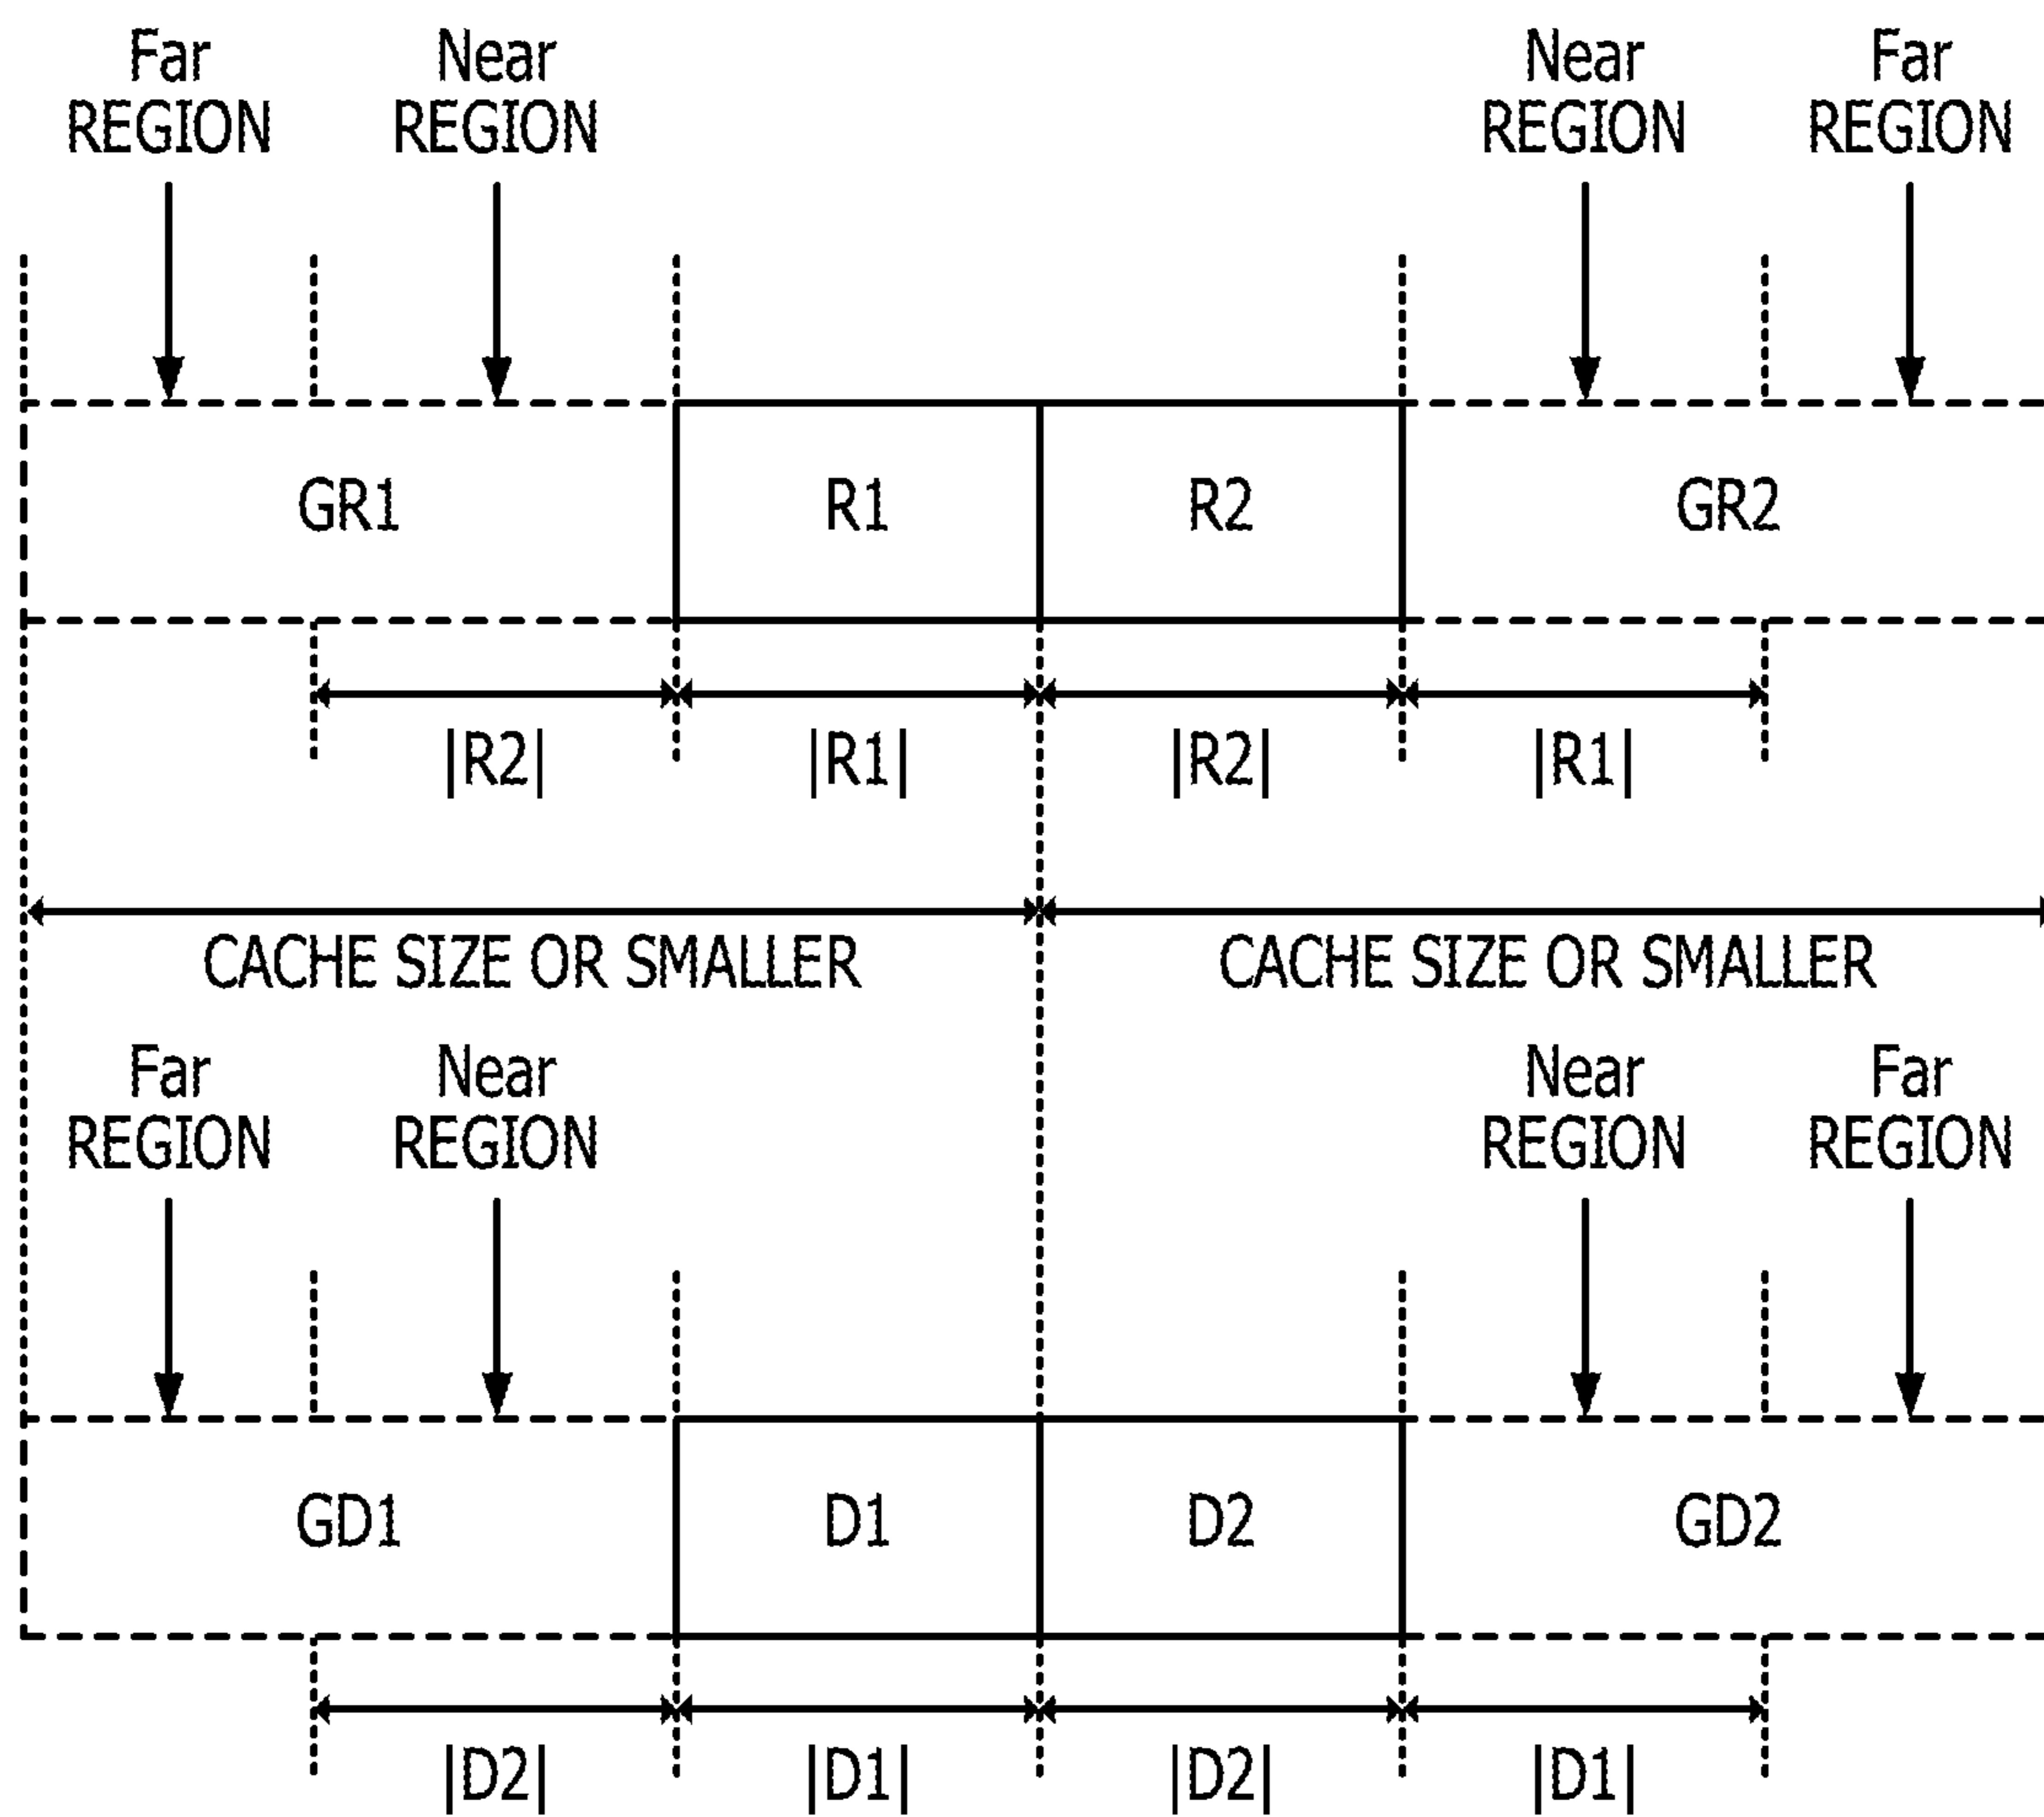 Far
REGION
Near
REGION
Near
REGION
Far
REGION
GR1
R1
R2
GR2
|R2|
|R1|
|R2|
|R1|
CACHE SIZE OR SMALLER
CACHE SIZE OR SMALLER
Far
REGION
Near
REGION
Near
REGION
Far
REGION
GD1
D1
D2
GD2
|D2|
|D1|
|D2|
|D1|